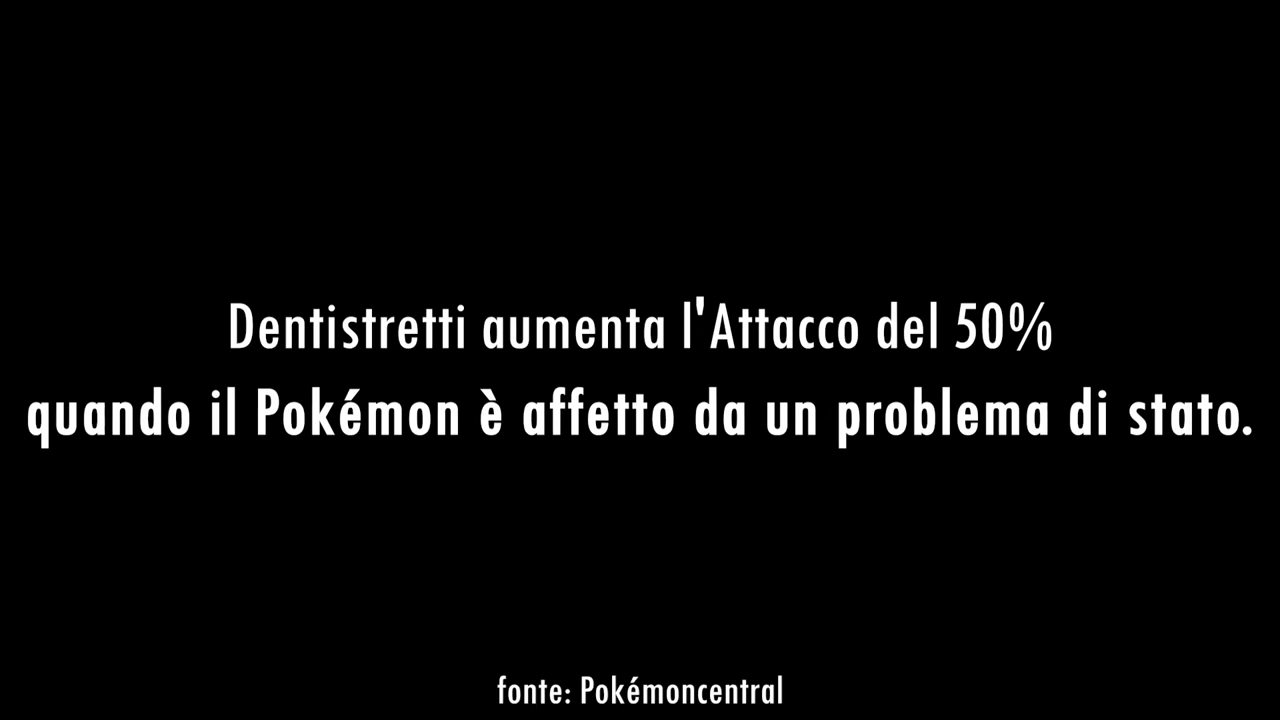 Dentistretti aumenta l'Attacco del 50%
quando il Pokémon è affetto da un problema di stato.
fonte: Pokémoncentral